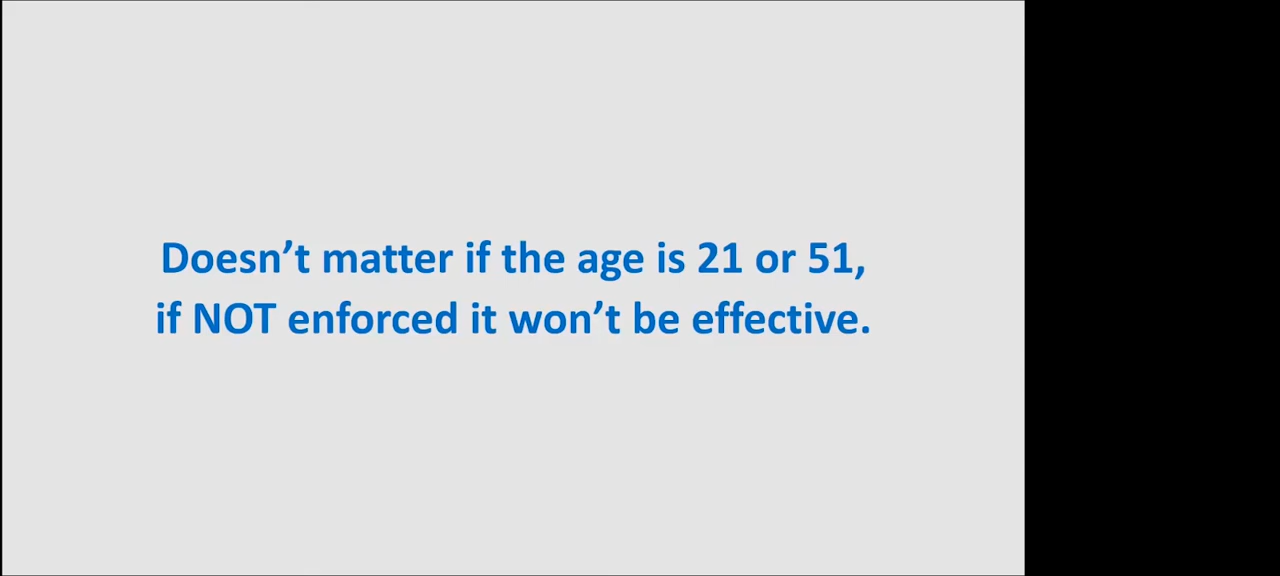 Doesn’t matter if the age is 21 or 51,
if NOT enforced it won’t be effective.